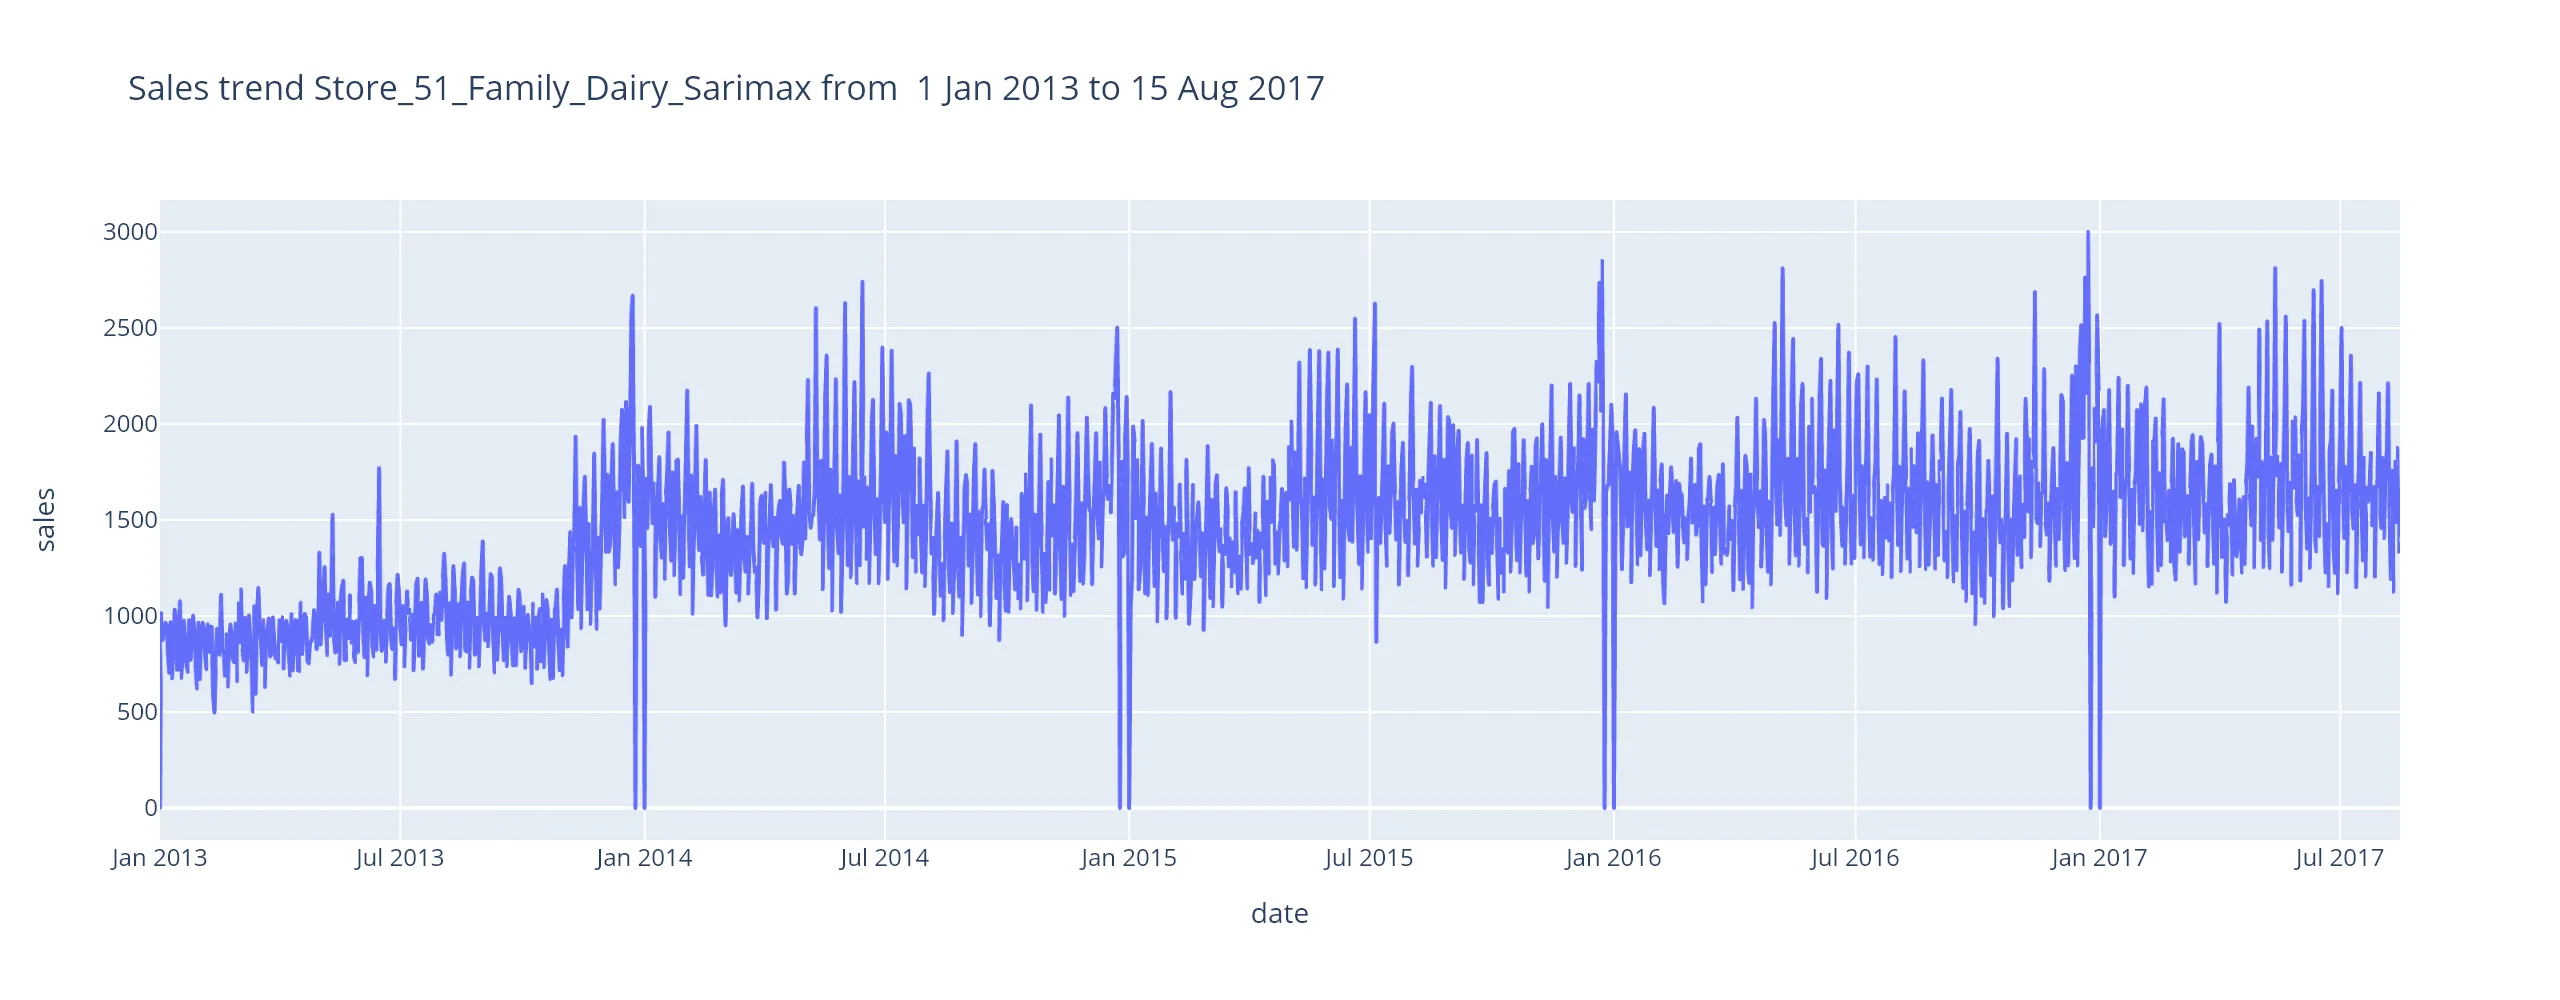 Sales trend Store_51_Family_Dairy_Sarimax from  1 Jan 2013 to 15 Aug 2017
3000
2500
2000
1500
1000
500
0
sales
Jan 2013 Jul 2013 Jan 2014 Jul 2014 Jan 2015 Jul 2015 Jan 2016 Jul 2016 Jan 2017 Jul 2017
date